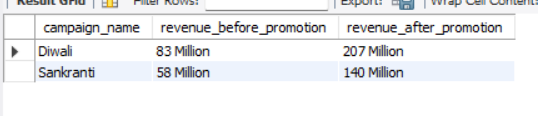 Result Grid Filter Rows: Export: Wrap Cell Content:
campaign_name revenue_before_promotion revenue_after_promotion
Diwali 83 Million 207 Million
Sankranti 58 Million 140 Million